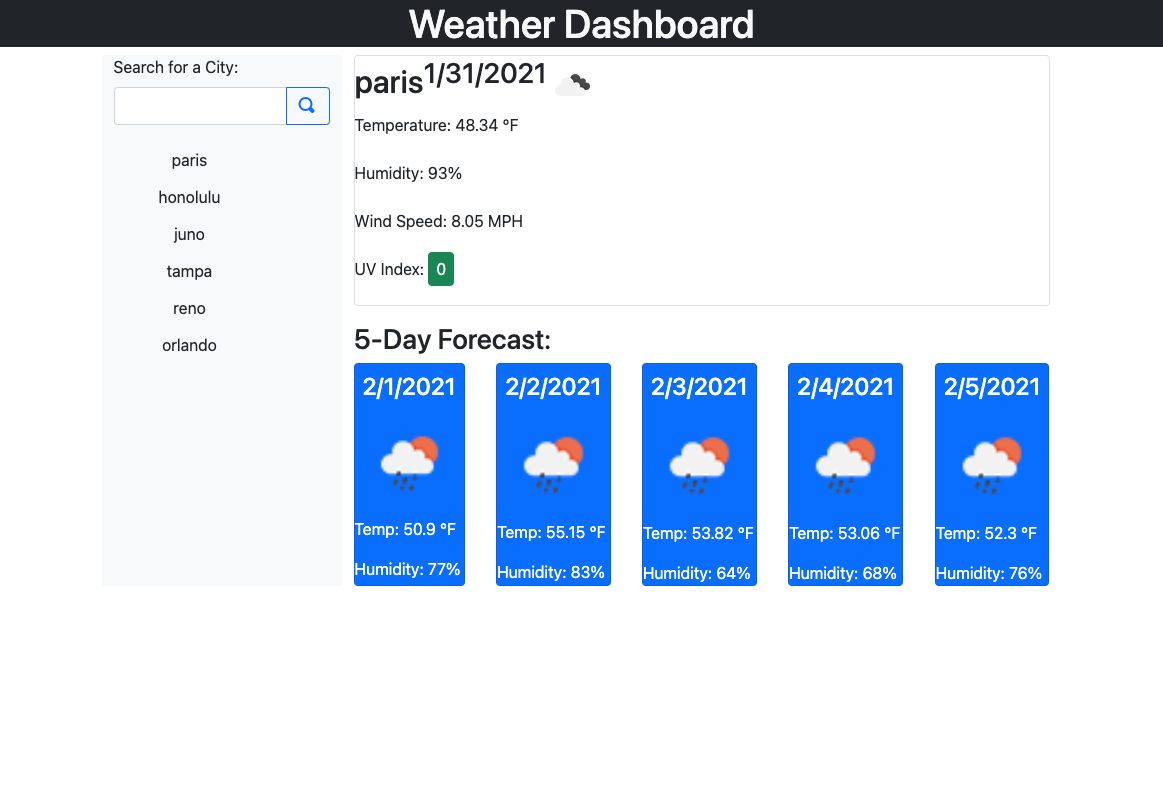 Weather Dashboard
Search for a City:
paris
honolulu
juno
tampa
reno
orlando
paris1/31/2021
Temperature: 48.34 °F
Humidity: 93%
Wind Speed: 8.05 MPH
UV Index: 0
5-Day Forecast:
2/1/2021
Temp: 50.9 °F
Humidity: 77%
2/2/2021
Temp: 55.15 °F
Humidity: 83%
2/3/2021
Temp: 53.82 °F
Humidity: 64%
2/4/2021
Temp: 53.06 °F
Humidity: 68%
2/5/2021
Temp: 52.3 °F
Humidity: 76%